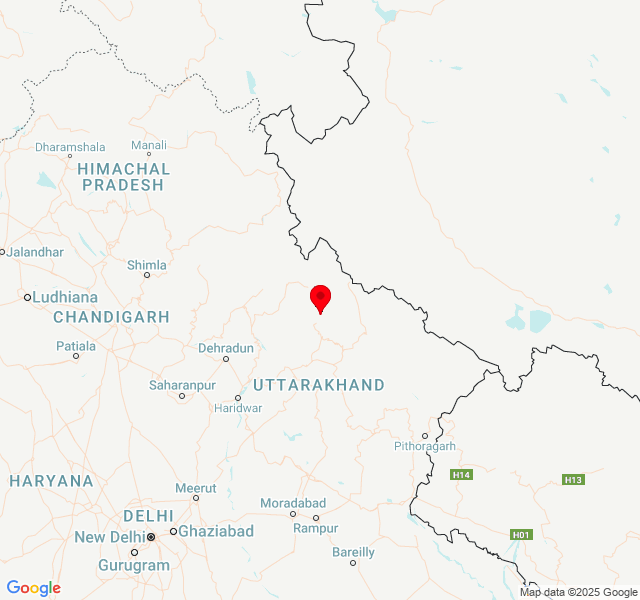 Dharamshala
Manali
HIMACHAL
PRADESH
Jalandhar
Shimla
Ludhiana
CHANDIGARH
Patiala
Dehradun
Saharanpur
UTTARAKHAND
Haridwar
Pithoragarh
HARYANA
H14
H13
Meerut
Moradabad
DELHI
Rampur
New Delhi
Ghaziabad
H01
Gurugram
Bareilly
Google
Map data ©2025 Google